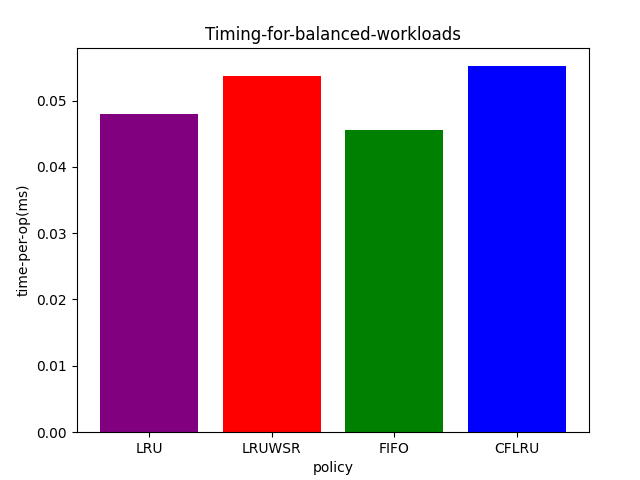 Timing-for-balanced-workloads
time-per-op(ms)
0.05
0.04
0.03
0.02
0.01
0.00
LRU LRUWSR FIFO CFLRU
policy